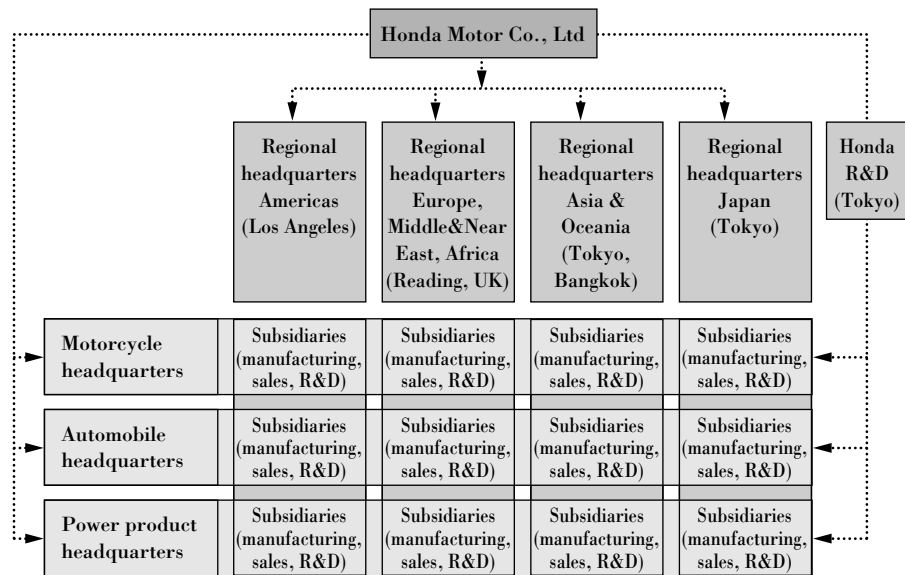 Honda Motor Co., Ltd
Regional
headquarters
Americas
(Los Angeles)
Regional
headquarters
Europe,
Middle&Near
East, Africa
(Reading, UK)
Regional
headquarters
Asia &
Oceania
(Tokyo,
Bangkok)
Regional
headquarters
Japan
(Tokyo)
Honda
R&D
(Tokyo)
Motorcycle
headquarters
Subsidiaries
(manufacturing,
sales, R&D)
Subsidiaries
(manufacturing,
sales, R&D)
Subsidiaries
(manufacturing,
sales, R&D)
Subsidiaries
(manufacturing,
sales, R&D)
Automobile
headquarters
Subsidiaries
(manufacturing,
sales, R&D)
Subsidiaries
(manufacturing,
sales, R&D)
Subsidiaries
(manufacturing,
sales, R&D)
Subsidiaries
(manufacturing,
sales, R&D)
Power product
headquarters
Subsidiaries
(manufacturing,
sales, R&D)
Subsidiaries
(manufacturing,
sales, R&D)
Subsidiaries
(manufacturing,
sales, R&D)
Subsidiaries
(manufacturing,
sales, R&D)